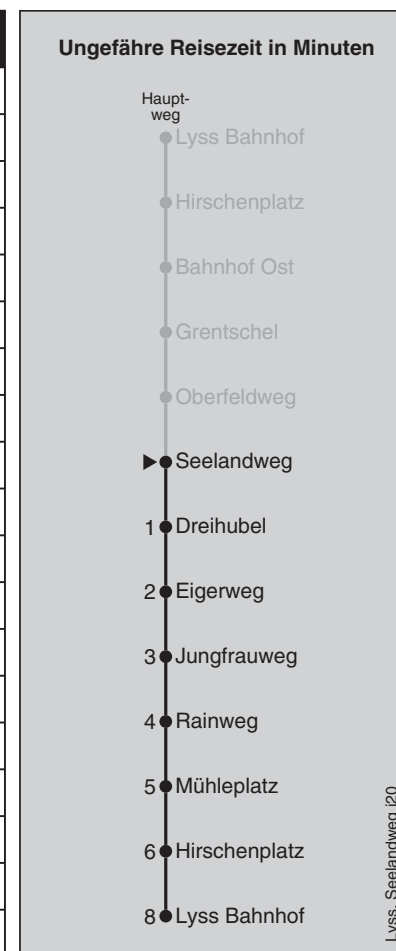 Ungefähre Reisezeit in Minuten
Haupt-
weg
Lyss Bahnhof
Hirschenplatz
Bahnhof Ost
Grentschel
Oberfeldweg
Seelandweg
1 Dreihubel
2 Eigerweg
3 Jungfrauweg
4 Rainweg
5 Mühleplatz
6 Hirschenplatz
8 Lyss Bahnhof
Lyss, Seelandweg j20